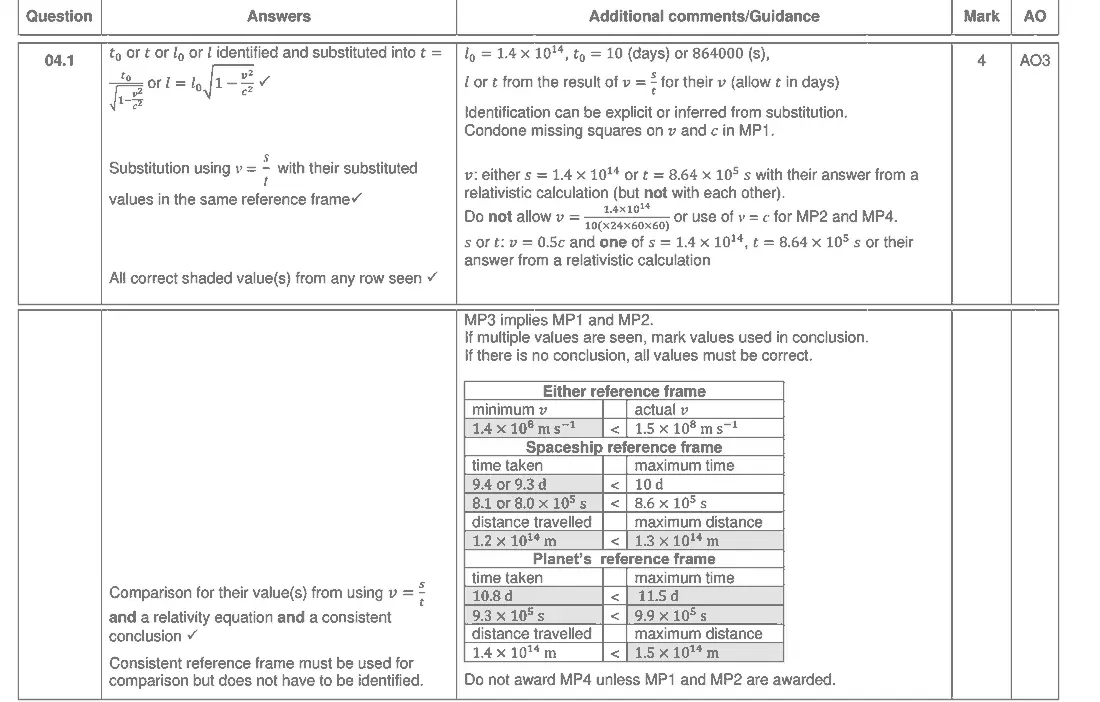 Question Answers Additional comments/Guidance Mark AO
04.1 t₀ or t or l₀ or l identified and substituted into t = t₀/√(1−v²/c²) or l = l₀√(1 − v²/c²) ✓
Substitution using v = s/t with their substituted
values in the same reference frame✓
All correct shaded value(s) from any row seen ✓
l₀ = 1.4 × 10¹⁴, t₀ = 10 (days) or 864000 (s),
l or t from the result of v = s/t for their v (allow t in days)
Identification can be explicit or inferred from substitution.
Condone missing squares on v and c in MP1.
v: either s = 1.4 × 10¹⁴ or t = 8.64 × 10⁵ s with their answer from a
relativistic calculation (but not with each other).
Do not allow v = 1.4×10¹⁴/10(×24×60×60) or use of v = c for MP2 and MP4.
s or t: v = 0.5c and one of s = 1.4 × 10¹⁴, t = 8.64 × 10⁵ s or their
answer from a relativistic calculation
4 AO3
MP3 implies MP1 and MP2.
If multiple values are seen, mark values used in conclusion.
If there is no conclusion, all values must be correct.
Either reference frame
minimum v actual v
1.4 × 10⁸ m s⁻¹ < 1.5 × 10⁸ m s⁻¹
Spaceship reference frame
time taken maximum time
9.4 or 9.3 d < 10 d
8.1 or 8.0 × 10⁵ s < 8.6 × 10⁵ s
distance travelled maximum distance
1.2 × 10¹⁴ m < 1.3 × 10¹⁴ m
Planet's reference frame
time taken maximum time
10.8 d < 11.5 d
9.3 × 10⁵ s < 9.9 × 10⁵ s
distance travelled maximum distance
1.4 × 10¹⁴ m < 1.5 × 10¹⁴ m
Comparison for their value(s) from using v = s/t
and a relativity equation and a consistent
conclusion ✓
Consistent reference frame must be used for
comparison but does not have to be identified.
Do not award MP4 unless MP1 and MP2 are awarded.